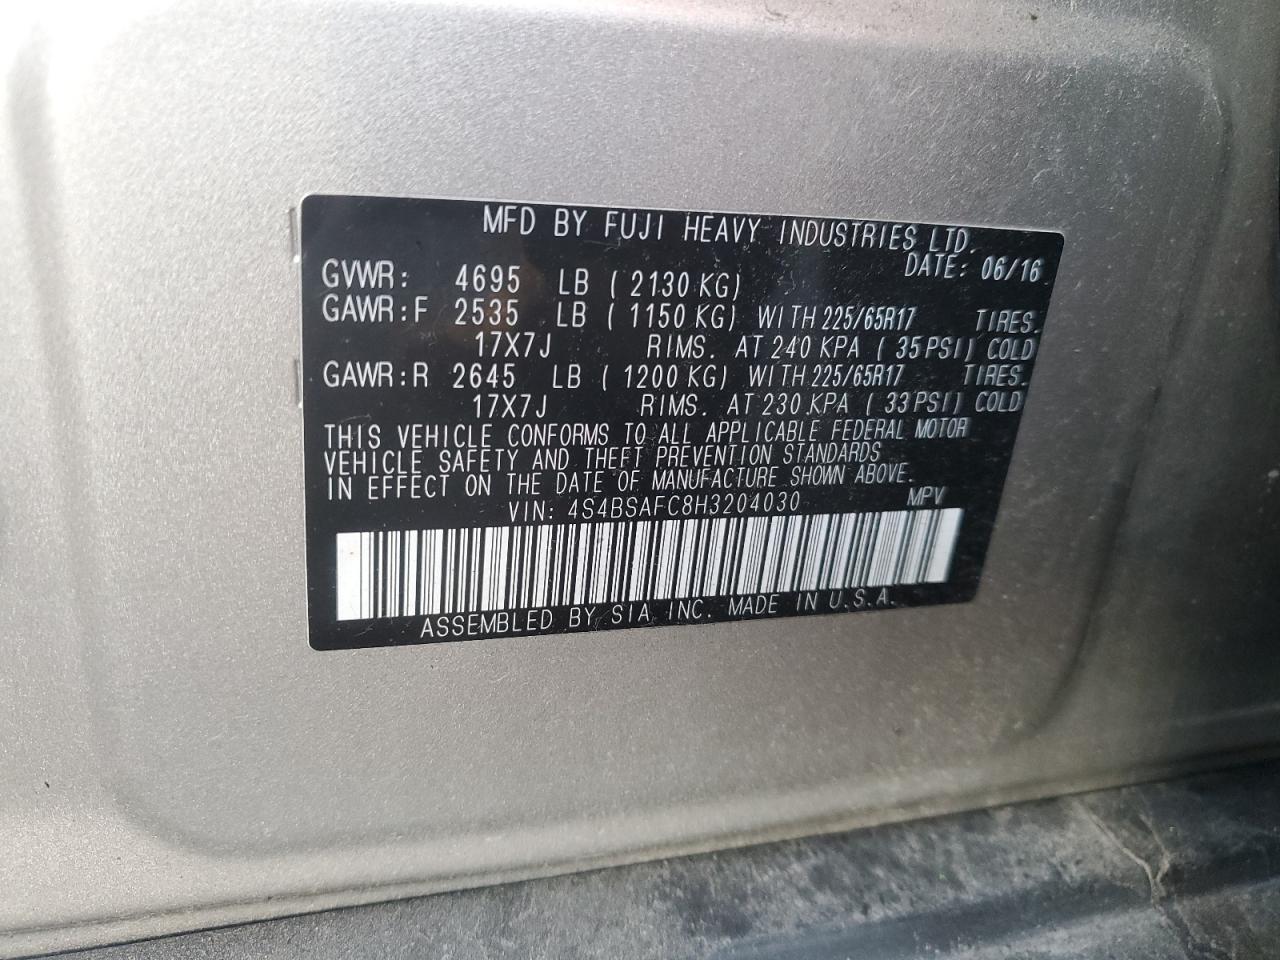 MFD BY FUJI HEAVY INDUSTRIES LTD.
DATE: 06/16
GVWR: 4695 LB ( 2130 KG)
GAWR:F 2535 LB ( 1150 KG) WITH 225/65R17 TIRES.
17X7J RIMS. AT 240 KPA ( 35 PSI) COLD
GAWR:R 2645 LB ( 1200 KG) WITH 225/65R17 TIRES.
17X7J RIMS. AT 230 KPA ( 33 PSI) COLD
THIS VEHICLE CONFORMS TO ALL APPLICABLE FEDERAL MOTOR
VEHICLE SAFETY AND THEFT PREVENTION STANDARDS
IN EFFECT ON THE DATE OF MANUFACTURE SHOWN ABOVE.
VIN: 4S4BSAFC8H3204030 MPV
ASSEMBLED BY SIA INC. MADE IN U.S.A.